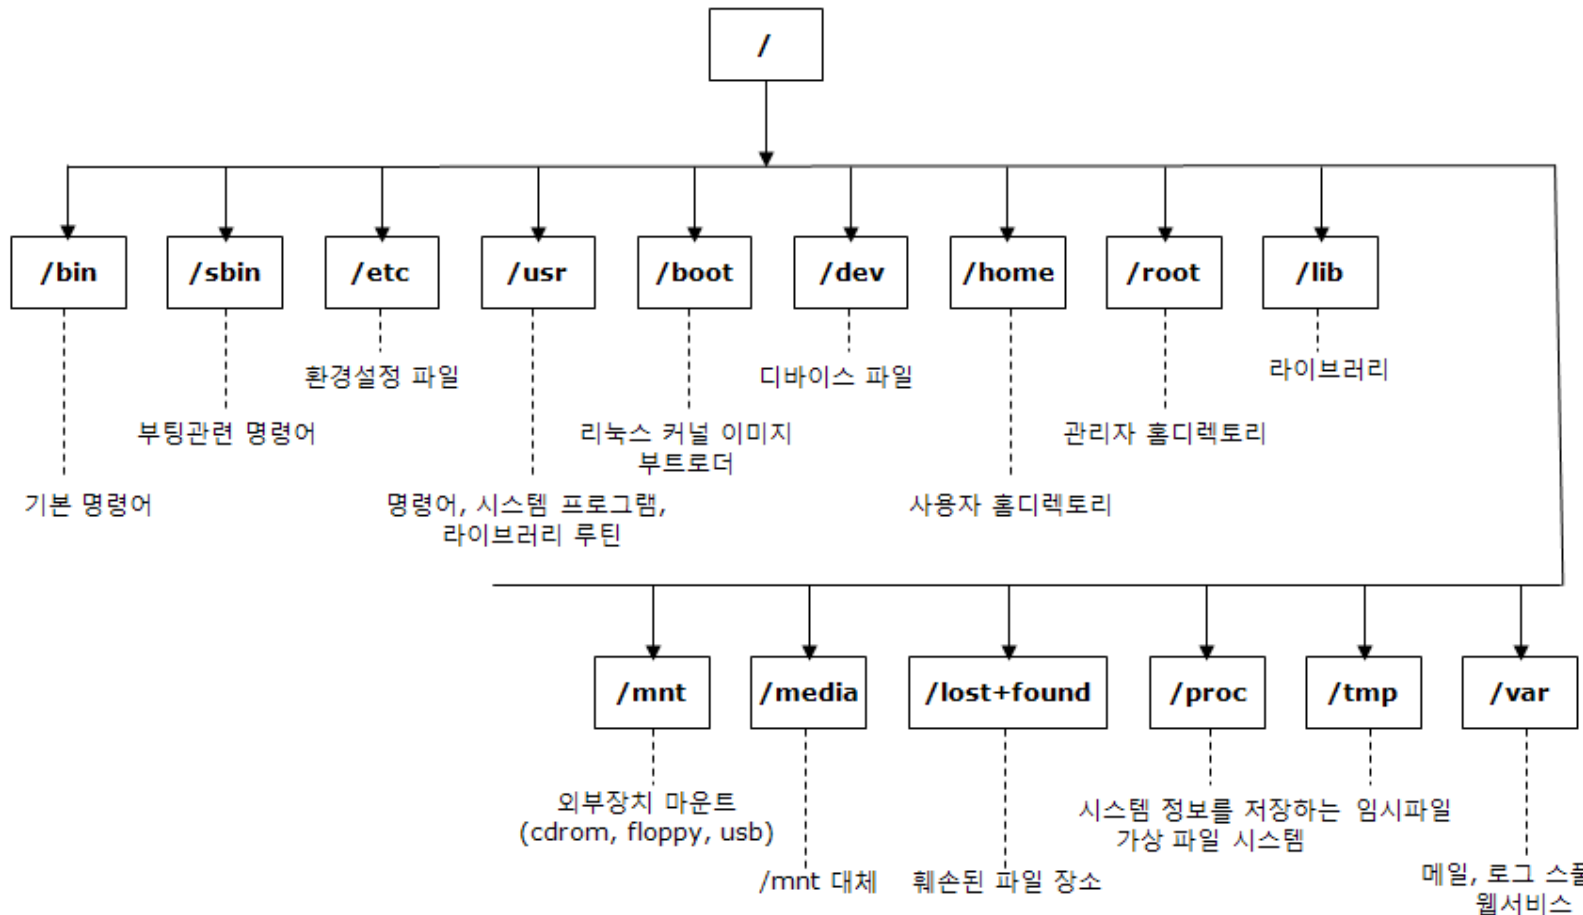 /
/bin
/sbin
/etc
/usr
/boot
/dev
/home
/root
/lib
환경설정 파일
디바이스 파일
라이브러리
부팅관련 명령어
리눅스 커널 이미지
부트로더
관리자 홈디렉토리
기본 명령어
명령어, 시스템 프로그램,
라이브러리 루틴
사용자 홈디렉토리
/mnt
/media
/lost+found
/proc
/tmp
/var
외부장치 마운트
(cdrom, floppy, usb)
시스템 정보를 저장하는
가상 파일 시스템
임시파일
/mnt 대체
훼손된 파일 장소
메일, 로그 스풀
웹서비스